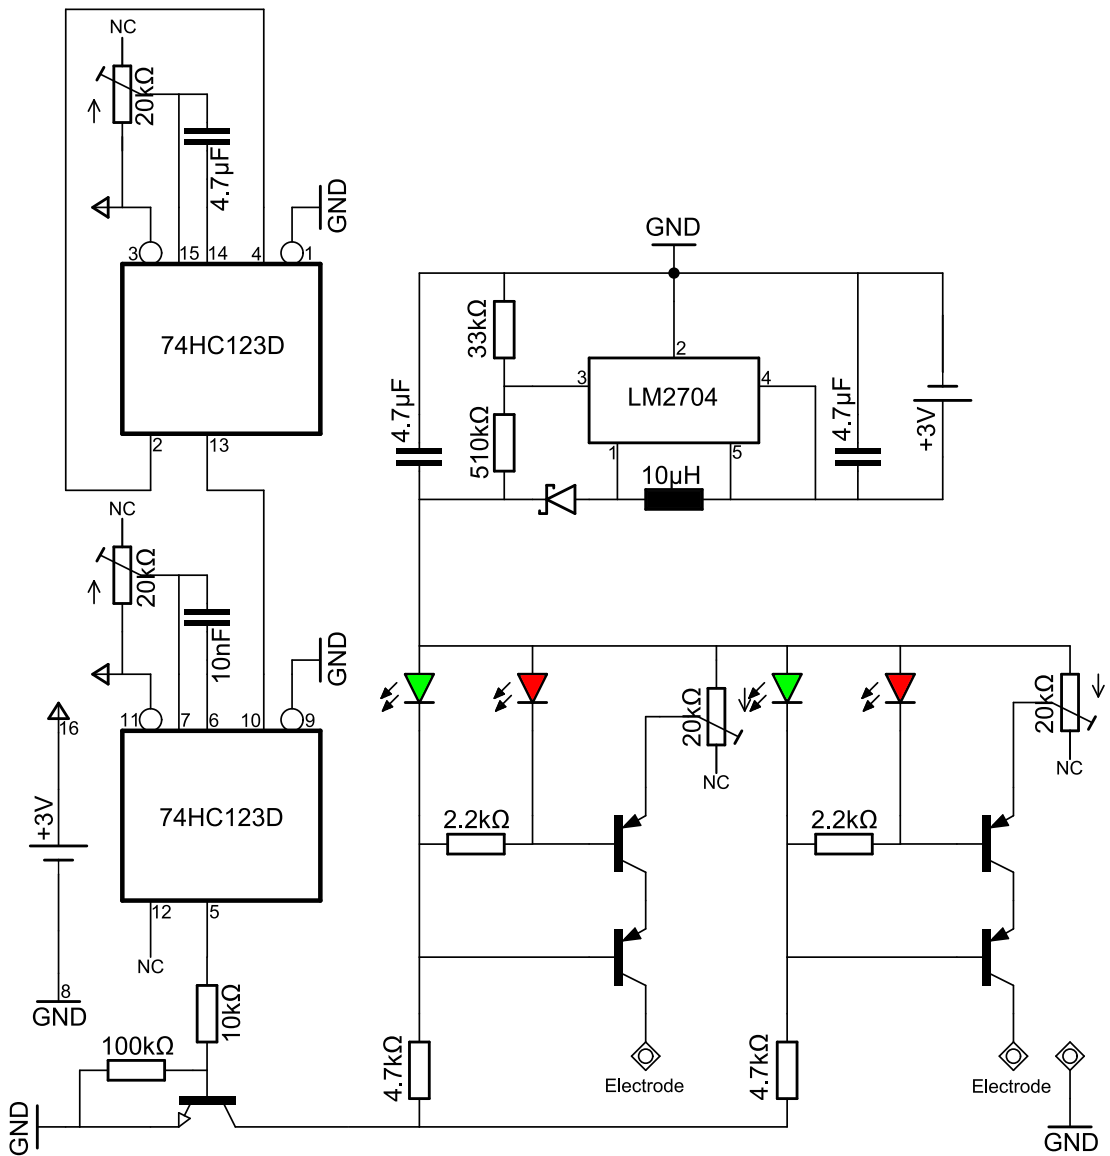 NC
20kΩ
4.7µF
GND
3
15
14
4
1
74HC123D
2
13
NC
20kΩ
10nF
GND
11
7
6
10
9
16
+3V
74HC123D
12
5
NC
8
GND
10kΩ
100kΩ
GND
GND
33kΩ
2
3
LM2704
4
4.7µF
510kΩ
1
5
10µH
4.7µF
+3V
20kΩ
NC
20kΩ
NC
2.2kΩ
2.2kΩ
4.7kΩ
Electrode
4.7kΩ
Electrode
GND